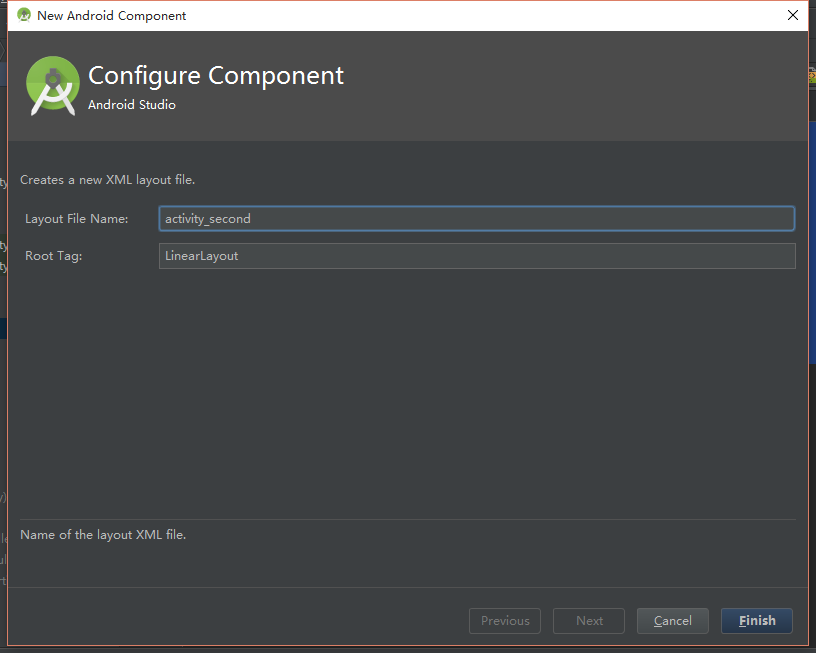 New Android Component
Configure Component
Android Studio
Creates a new XML layout file.
Layout File Name: activity_second
Root Tag: LinearLayout
Name of the layout XML file.
Previous Next Cancel Finish